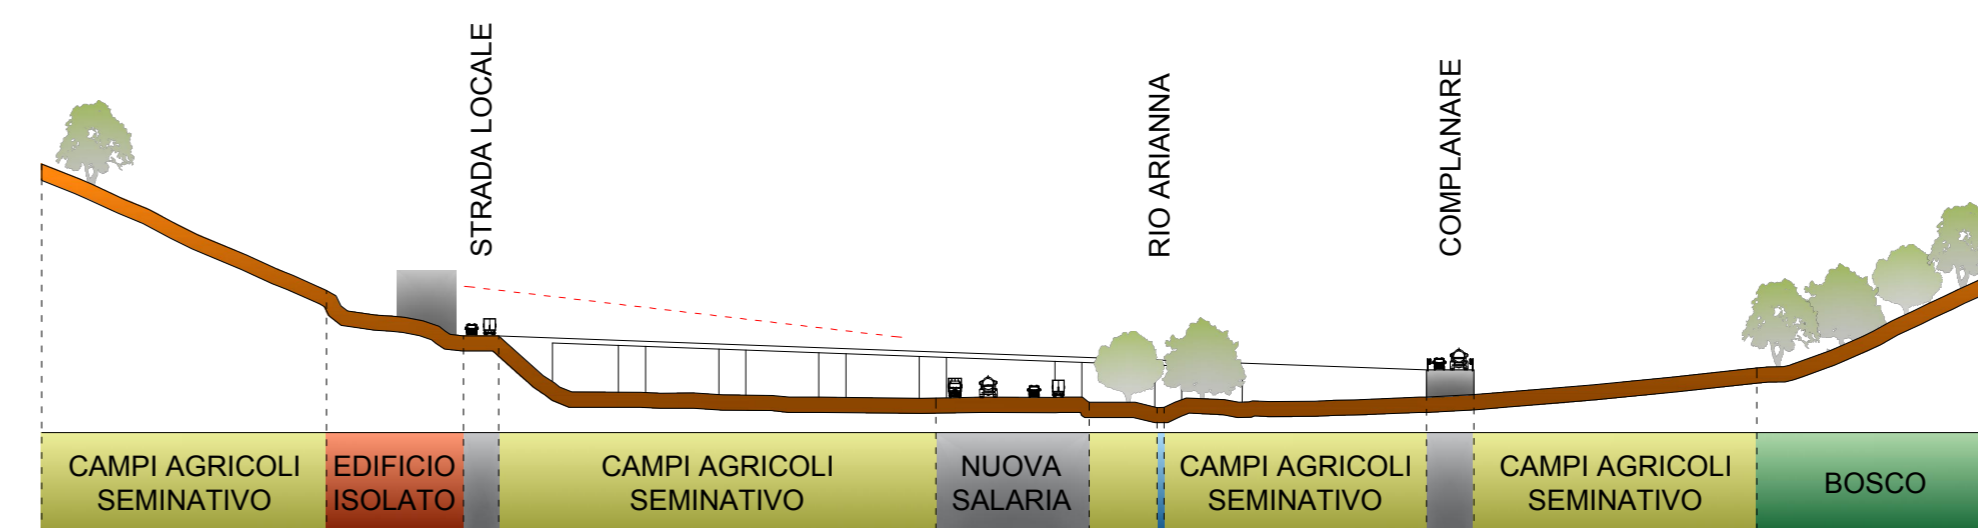 STRADA LOCALE
RIO ARIANNA
COMPLANARE
CAMPI AGRICOLI
SEMINATIVO
EDIFICIO
ISOLATO
CAMPI AGRICOLI
SEMINATIVO
NUOVA
SALARIA
CAMPI AGRICOLI
SEMINATIVO
CAMPI AGRICOLI
SEMINATIVO
BOSCO